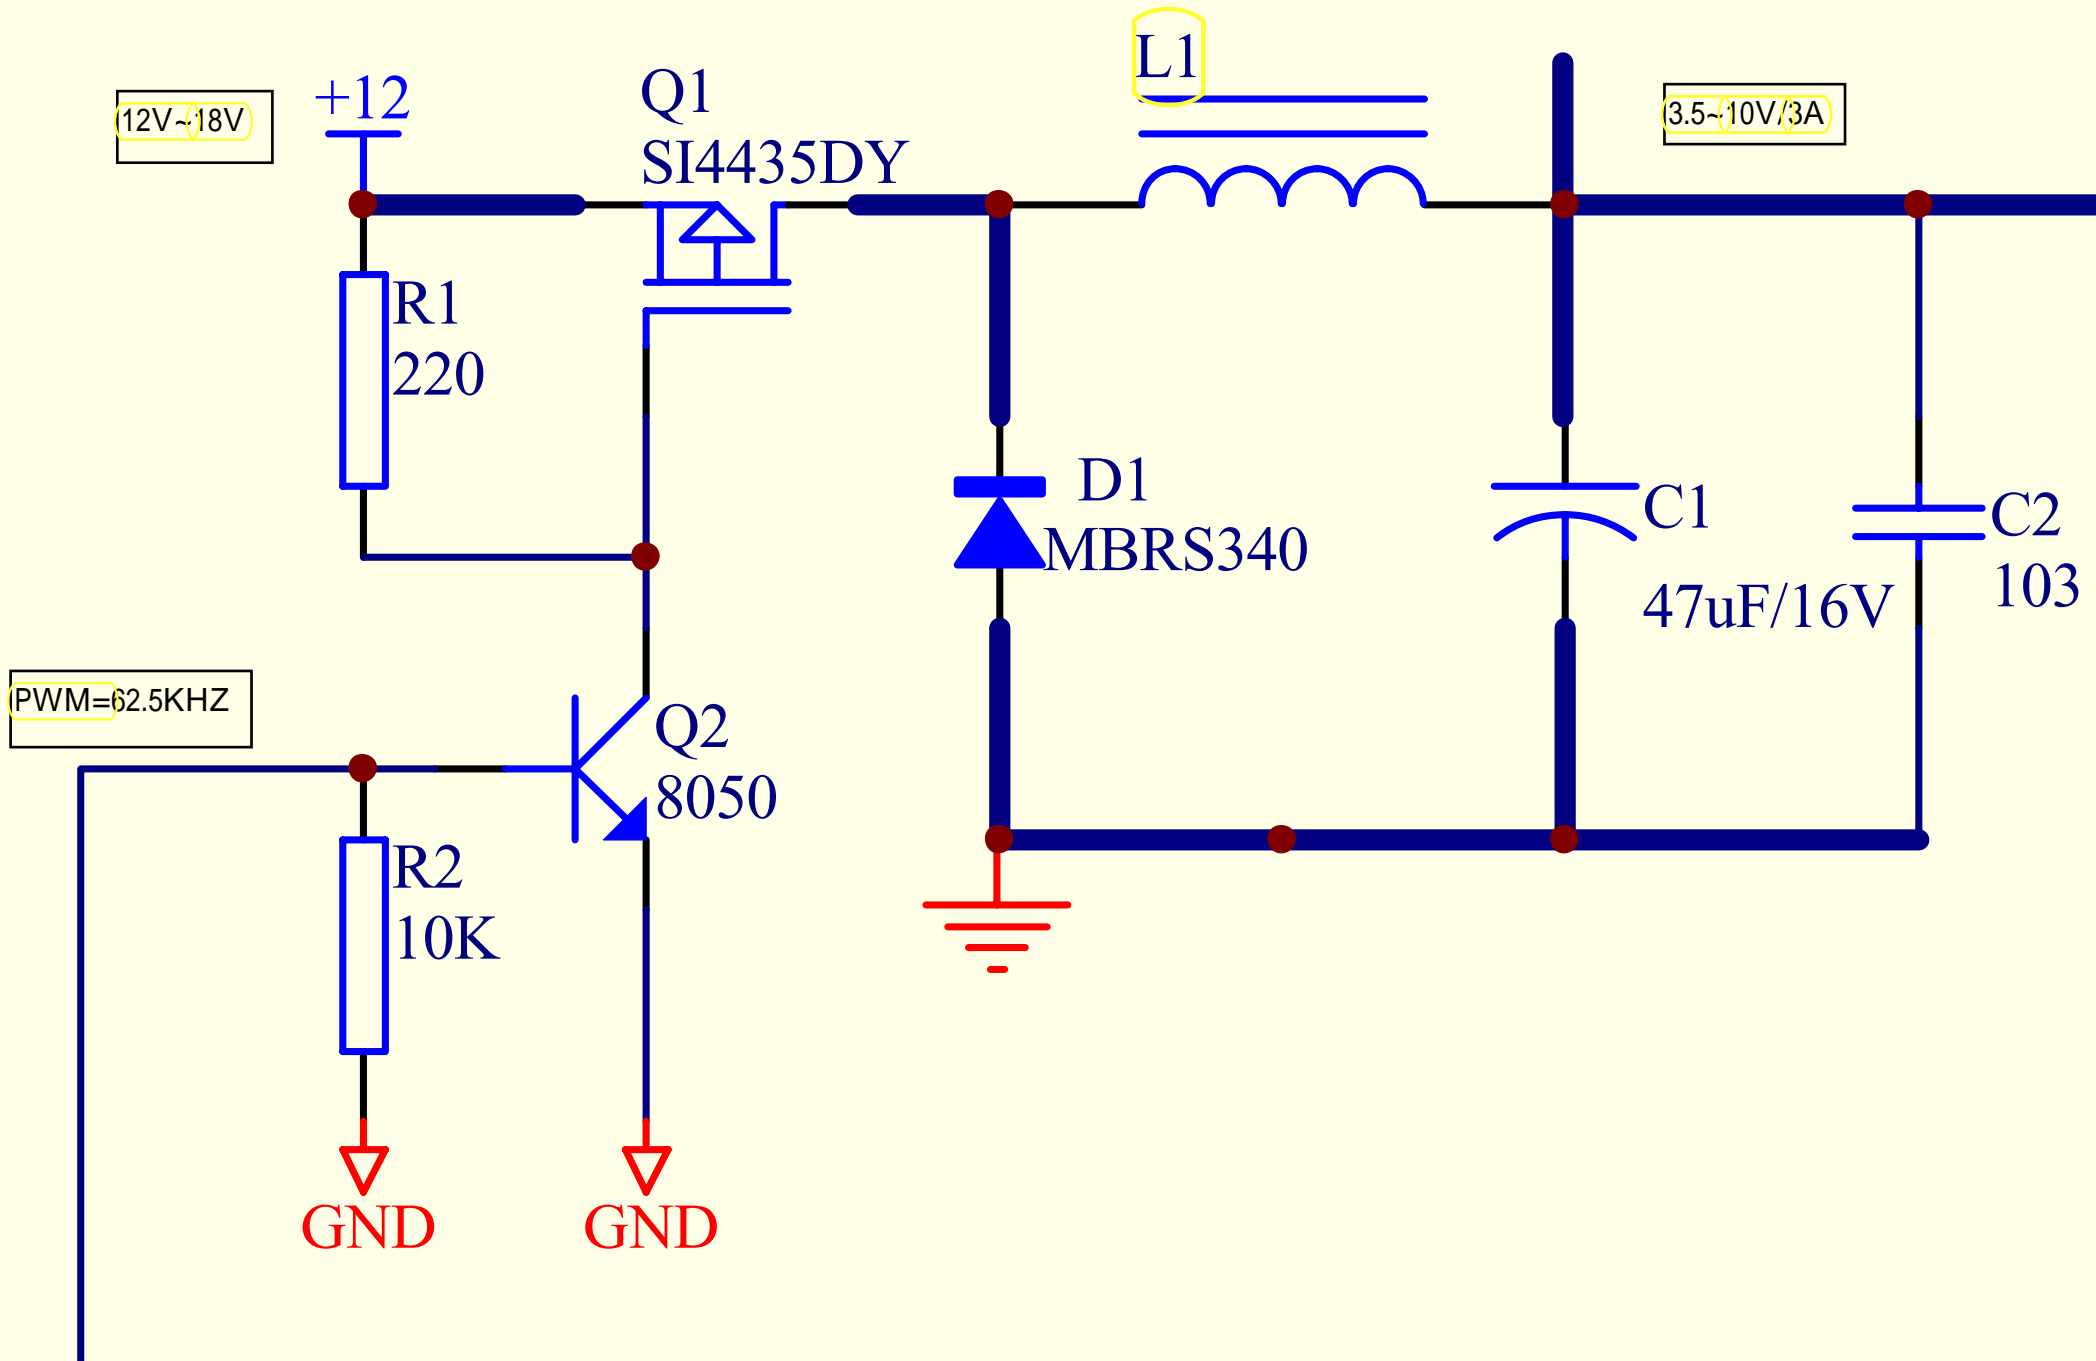 L1
12V~18V
+12
Q1
SI4435DY
3.5~10V/3A
R1
220
D1
MBRS340
C1
47uF/16V
C2
103
PWM=62.5KHZ
Q2
8050
R2
10K
GND
GND